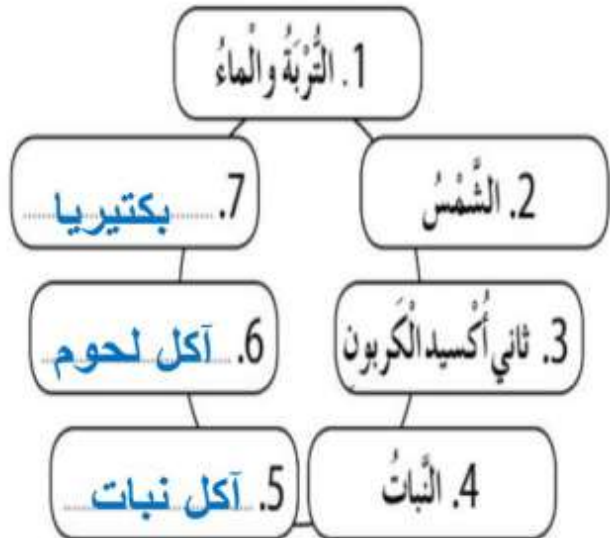 1. التُّرْبَةُ والْماءُ
2. الشَّمْسُ
3. ثاني أُكْسيد الْكَربونِ
4. النَّباتُ
5. آكل نبات
6. آكل لحوم
7. بكتيريا